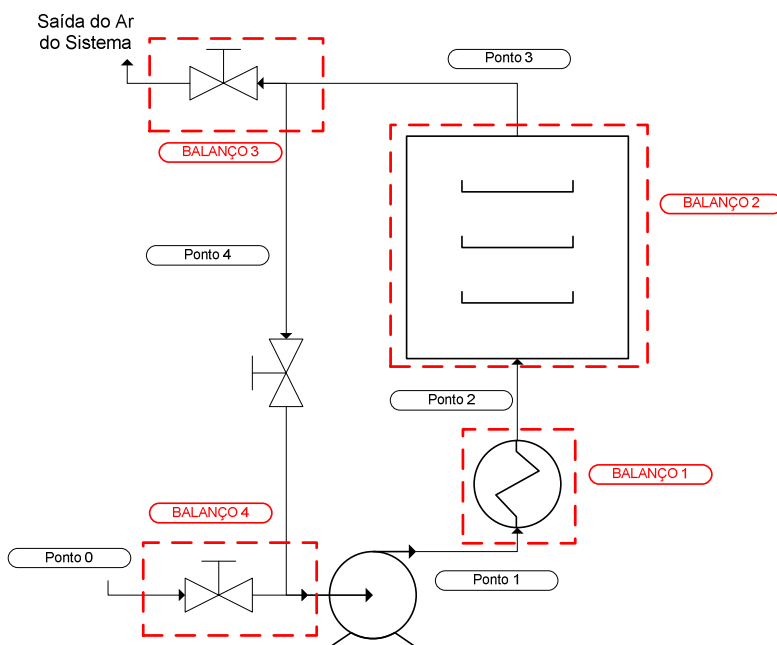 Saída do Ar
do Sistema
Ponto 3
BALANÇO 3
BALANÇO 2
Ponto 4
Ponto 2
BALANÇO 1
BALANÇO 4
Ponto 0
Ponto 1